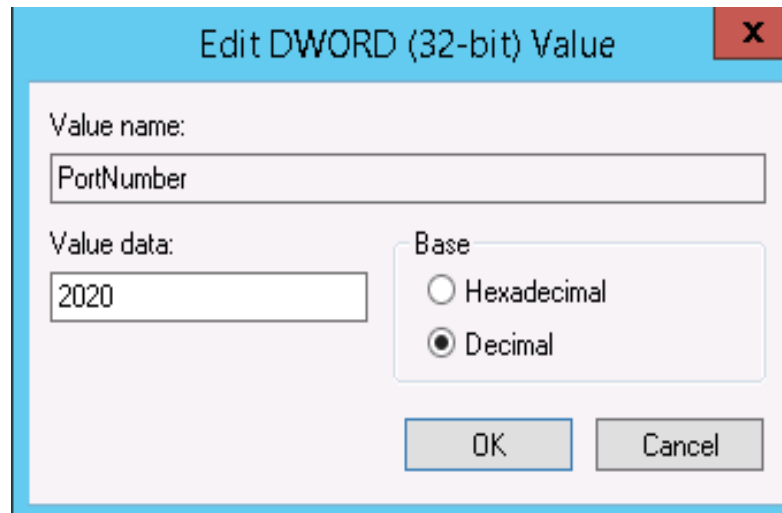 Edit DWORD (32-bit) Value
x
Value name:
PortNumber
Value data:
2020
Base
Hexadecimal
Decimal
OK
Cancel